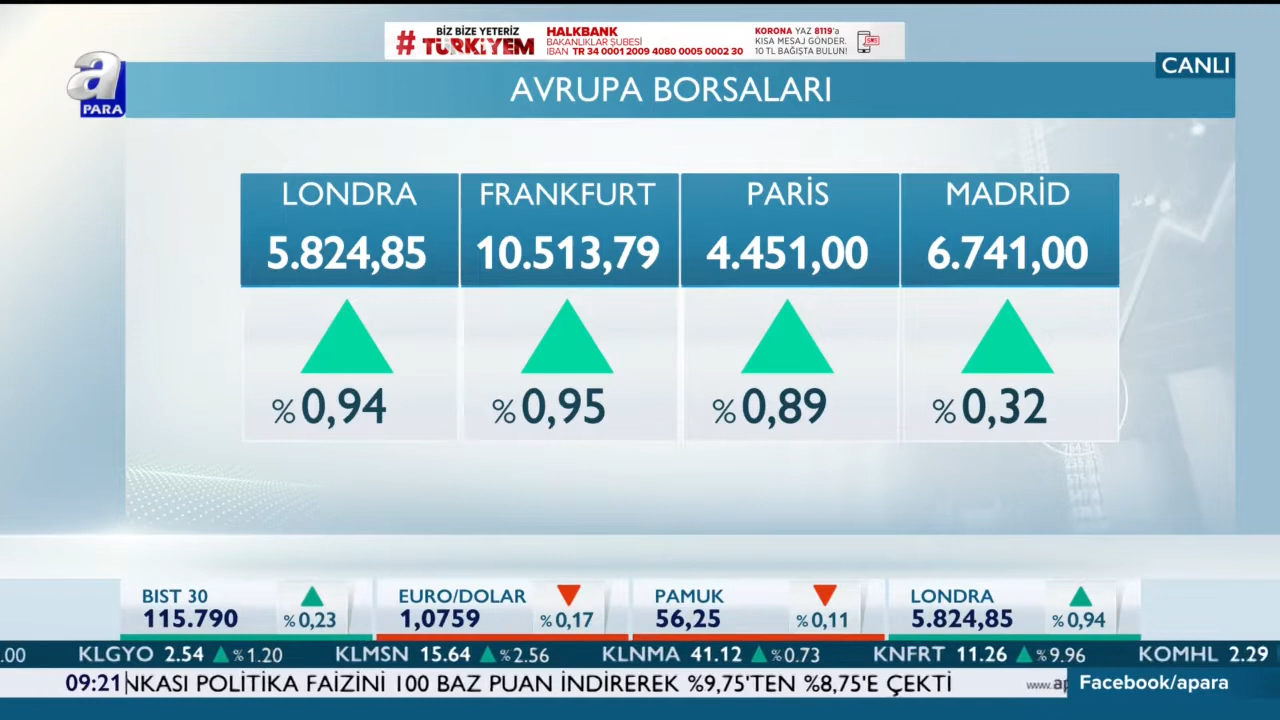 BİZ BİZE YETERİZ
# TÜRKİYEM
HALKBANK
BAKANLIKLAR ŞUBESİ
IBAN TR 34 0001 2009 4080 0005 0002 30
KORONA YAZ 8119'a
KISA MESAJ GÖNDER,
10 TL BAĞIŞTA BULUN!
SMS
a
PARA
CANLI
AVRUPA BORSALARI
LONDRA FRANKFURT PARİS MADRİD
5.824,85 10.513,79 4.451,00 6.741,00
%0,94 %0,95 %0,89 %0,32
BIST 30 EURO/DOLAR PAMUK LONDRA
115.790 %0,23 1,0759 %0,17 56,25 %0,11 5.824,85 %0,94
.00 KLGYO 2.54 %1.20 KLMSN 15.64 %2.56 KLNMA 41.12 %0.73 KNFRT 11.26 %9.96 KOMHL 2.29
09:21 NKASI POLİTİKA FAİZİNİ 100 BAZ PUAN İNDİREREK %9,75'TEN %8,75'E ÇEKTİ www.ap Facebook/apara